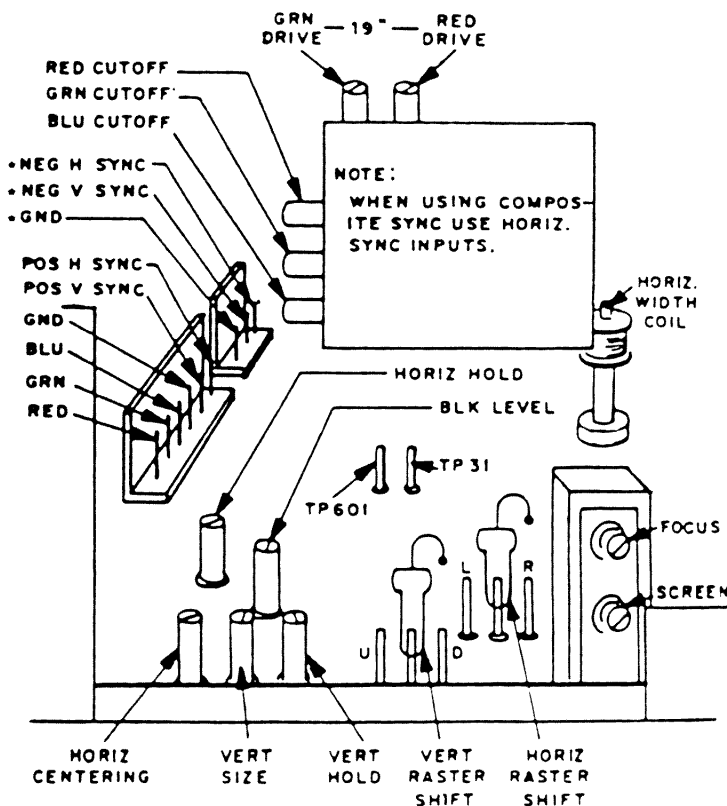 GRN DRIVE — 19" — RED DRIVE
RED CUTOFF
GRN CUTOFF
BLU CUTOFF
*NEG H SYNC
*NEG V SYNC
*GND
POS H SYNC
POS V SYNC
GND
BLU
GRN
RED
NOTE:
WHEN USING COMPOS-
ITE SYNC USE HORIZ.
SYNC INPUTS.
HORIZ.
WIDTH
COIL
HORIZ HOLD
BLK LEVEL
TP31
TP601
FOCUS
SCREEN
L
R
U
D
HORIZ
CENTERING
VERT
SIZE
VERT
HOLD
VERT
RASTER
SHIFT
HORIZ
RASTER
SHIFT